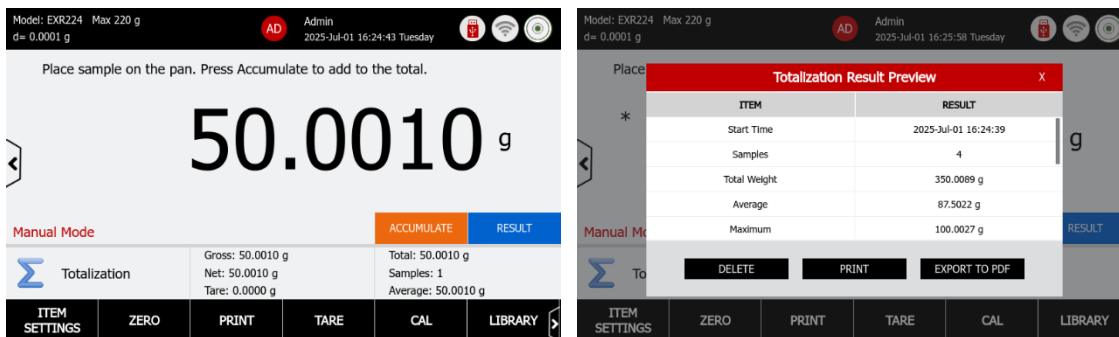 Model: EXR224 Max 220 g
d= 0.0001 g
AD
Admin
2025-Jul-01 16:24:43 Tuesday
Place sample on the pan. Press Accumulate to add to the total.
50.0010 g
Manual Mode
ACCUMULATE
RESULT
Totalization
Gross: 50.0010 g
Net: 50.0010 g
Tare: 0.0000 g
Total: 50.0010 g
Samples: 1
Average: 50.0010 g
ITEM
SETTINGS
ZERO
PRINT
TARE
CAL
LIBRARY
Model: EXR224 Max 220 g
d= 0.0001 g
AD
Admin
2025-Jul-01 16:25:58 Tuesday
Place
*
g
Totalization Result Preview X
ITEM RESULT
Start Time 2025-Jul-01 16:24:39
Samples 4
Total Weight 350.0089 g
Average 87.5022 g
Maximum 100.0027 g
DELETE
PRINT
EXPORT TO PDF
Manual Mo
RESULT
To
ITEM
SETTINGS
ZERO
PRINT
TARE
CAL
LIBRARY